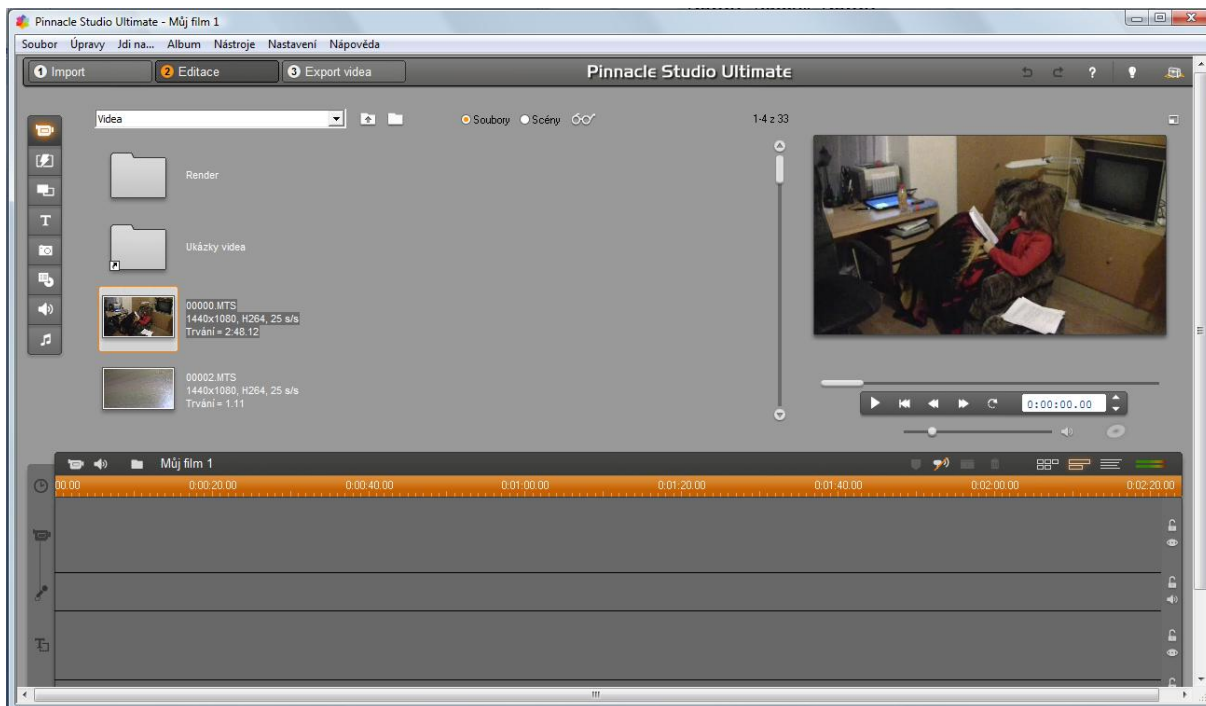 Pinnacle Studio Ultimate - Můj film 1
Soubor Úpravy Jdi na... Album Nástroje Nastavení Nápověda
1 Import 2 Editace 3 Export videa Pinnacle Studio Ultimate ?
Videa Soubory Scény 1-4 z 33
Render
Ukázky videa
00000.MTS
1440x1080, H264, 25 s/s
Trvání = 2:48.12
00002.MTS
1440x1080, H264, 25 s/s
Trvání = 1.11
0:00:00.00
Můj film 1
00.00 0:00:20.00 0:00:40.00 0:01:00.00 0:01:20.00 0:01:40.00 0:02:00.00 0:02:20.00